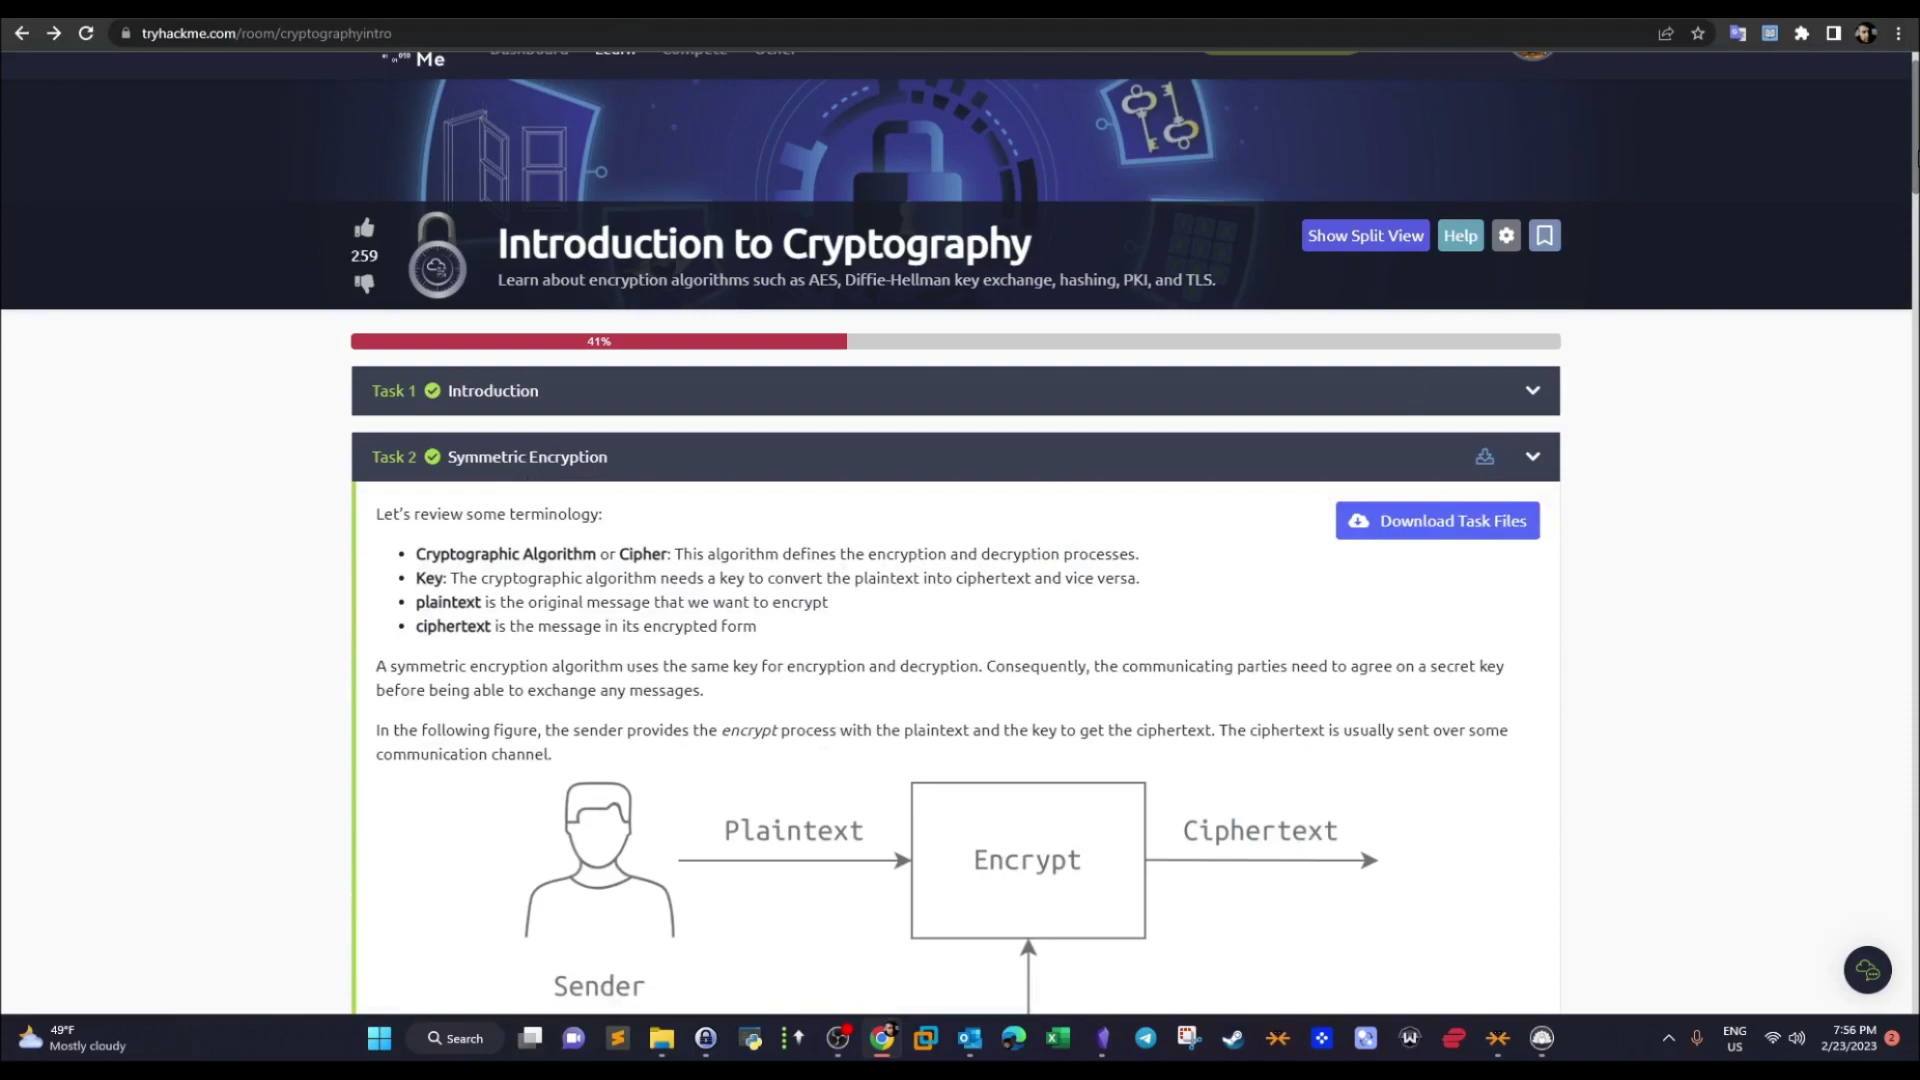 tryhackme.com/room/cryptographyintro
Me
Dashboard Learn Compete Other
259
Introduction to Cryptography
Learn about encryption algorithms such as AES, Diffie-Hellman key exchange, hashing, PKI, and TLS.
Show Split View Help
41%
Task 1 Introduction
Task 2 Symmetric Encryption
Let’s review some terminology:
Download Task Files
• Cryptographic Algorithm or Cipher: This algorithm defines the encryption and decryption processes.
• Key: The cryptographic algorithm needs a key to convert the plaintext into ciphertext and vice versa.
• plaintext is the original message that we want to encrypt
• ciphertext is the message in its encrypted form
A symmetric encryption algorithm uses the same key for encryption and decryption. Consequently, the communicating parties need to agree on a secret key
before being able to exchange any messages.
In the following figure, the sender provides the encrypt process with the plaintext and the key to get the ciphertext. The ciphertext is usually sent over some
communication channel.
Plaintext
Ciphertext
Encrypt
Sender
49°F
Mostly cloudy
Search
ENG
US
7:56 PM
2/23/2023
2